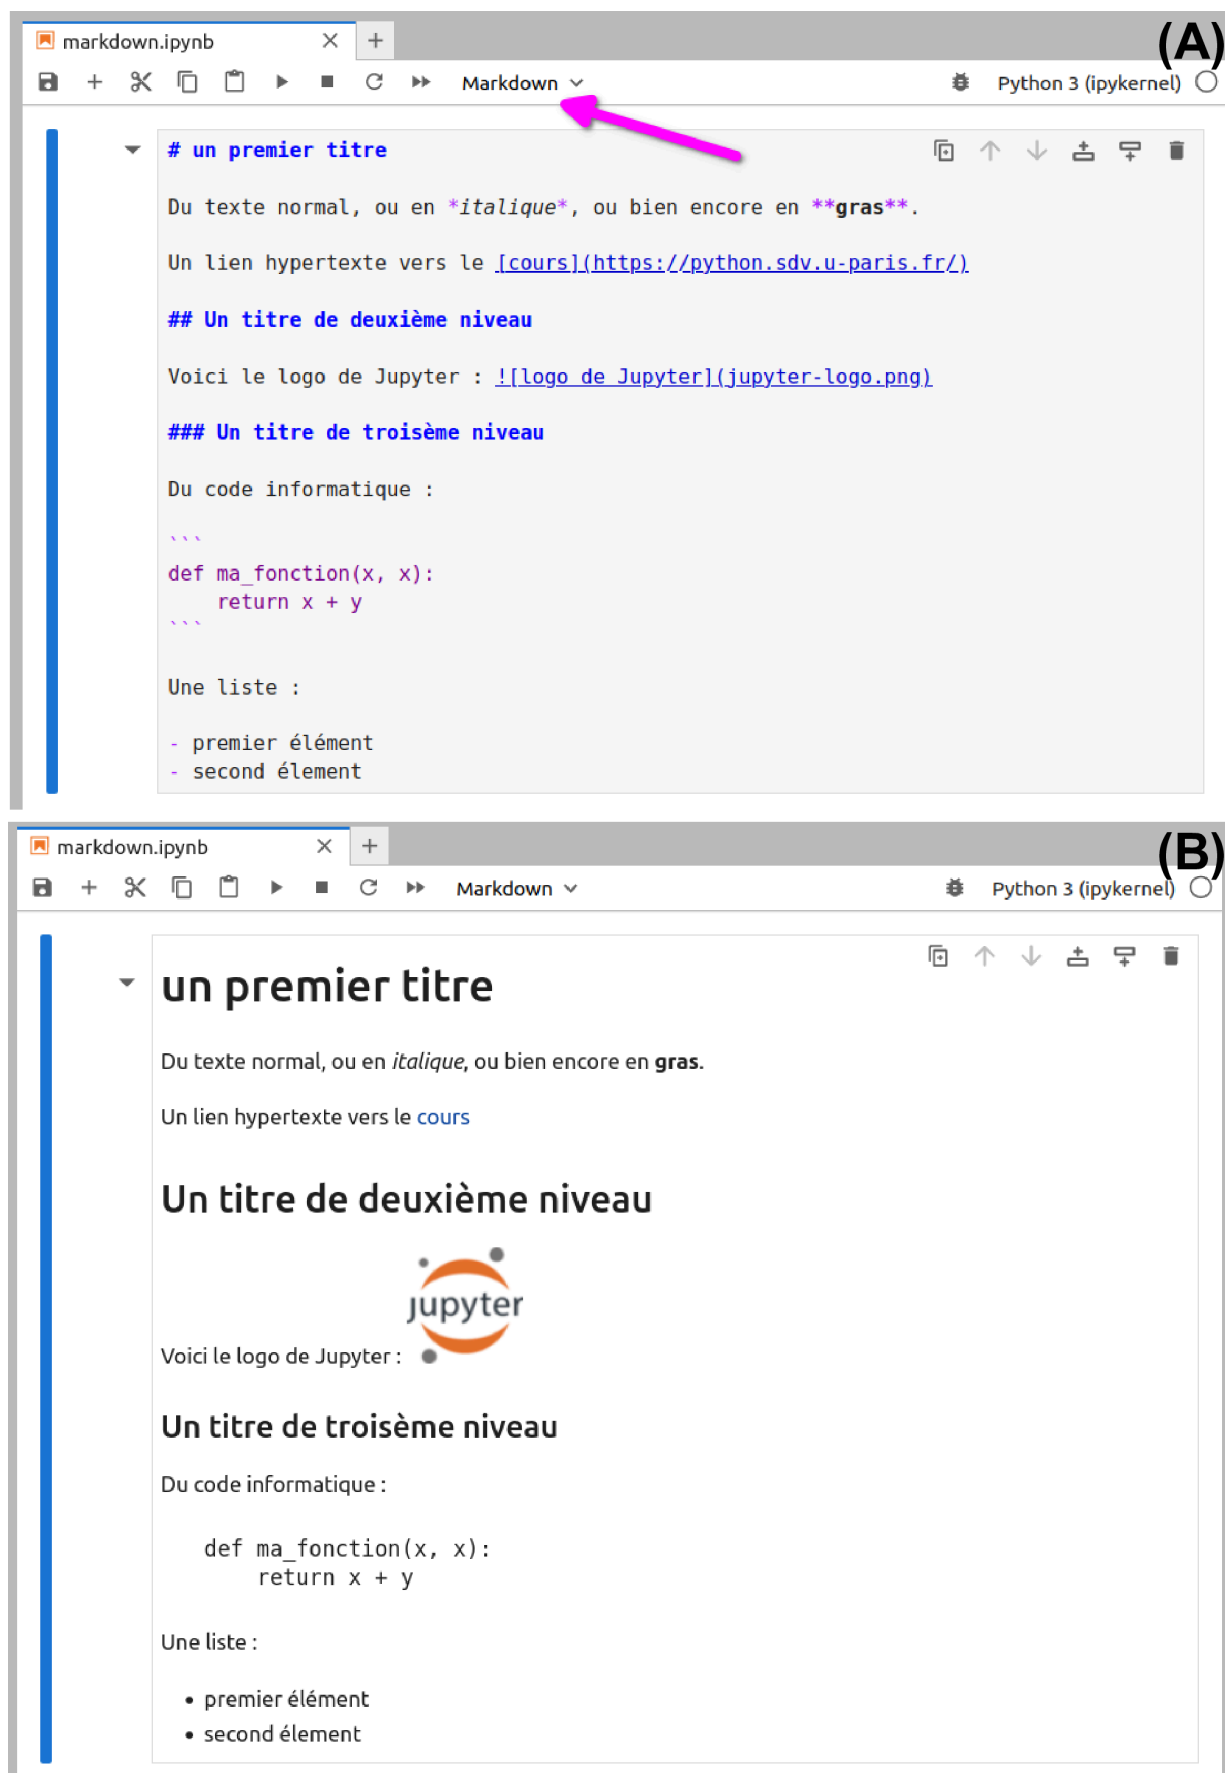 markdown.ipynb
(A)
Markdown
Python 3 (ipykernel)
# un premier titre
Du texte normal, ou en *italique*, ou bien encore en **gras**.
Un lien hypertexte vers le [cours](https://python.sdv.u-paris.fr/)
## Un titre de deuxième niveau
Voici le logo de Jupyter : ![logo de Jupyter](jupyter-logo.png)
### Un titre de troisème niveau
Du code informatique :
```
def ma_fonction(x, x):
    return x + y
```
Une liste :
- premier élément
- second élement
markdown.ipynb
(B)
Markdown
Python 3 (ipykernel)
un premier titre
Du texte normal, ou en italique, ou bien encore en gras.
Un lien hypertexte vers le cours
Un titre de deuxième niveau
jupyter
Voici le logo de Jupyter :
Un titre de troisème niveau
Du code informatique :
def ma_fonction(x, x):
    return x + y
Une liste :
• premier élément
• second élement